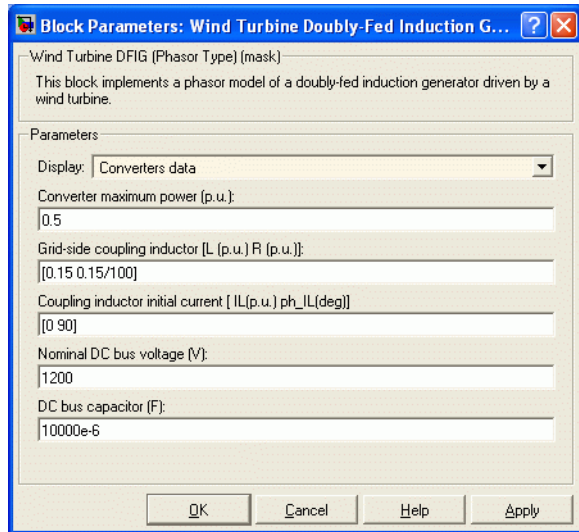 Block Parameters: Wind Turbine Doubly-Fed Induction G...
Wind Turbine DFIG (Phasor Type) (mask)
This block implements a phasor model of a doubly-fed induction generator driven by a
wind turbine.
Parameters
Display: Converters data
Converter maximum power (p.u.):
0.5
Grid-side coupling inductor [L (p.u.) R (p.u.)]:
[0.15 0.15/100]
Coupling inductor initial current [ IL(p.u.) ph_IL(deg)]
[0 90]
Nominal DC bus voltage (V):
1200
DC bus capacitor (F):
10000e-6
OK Cancel Help Apply